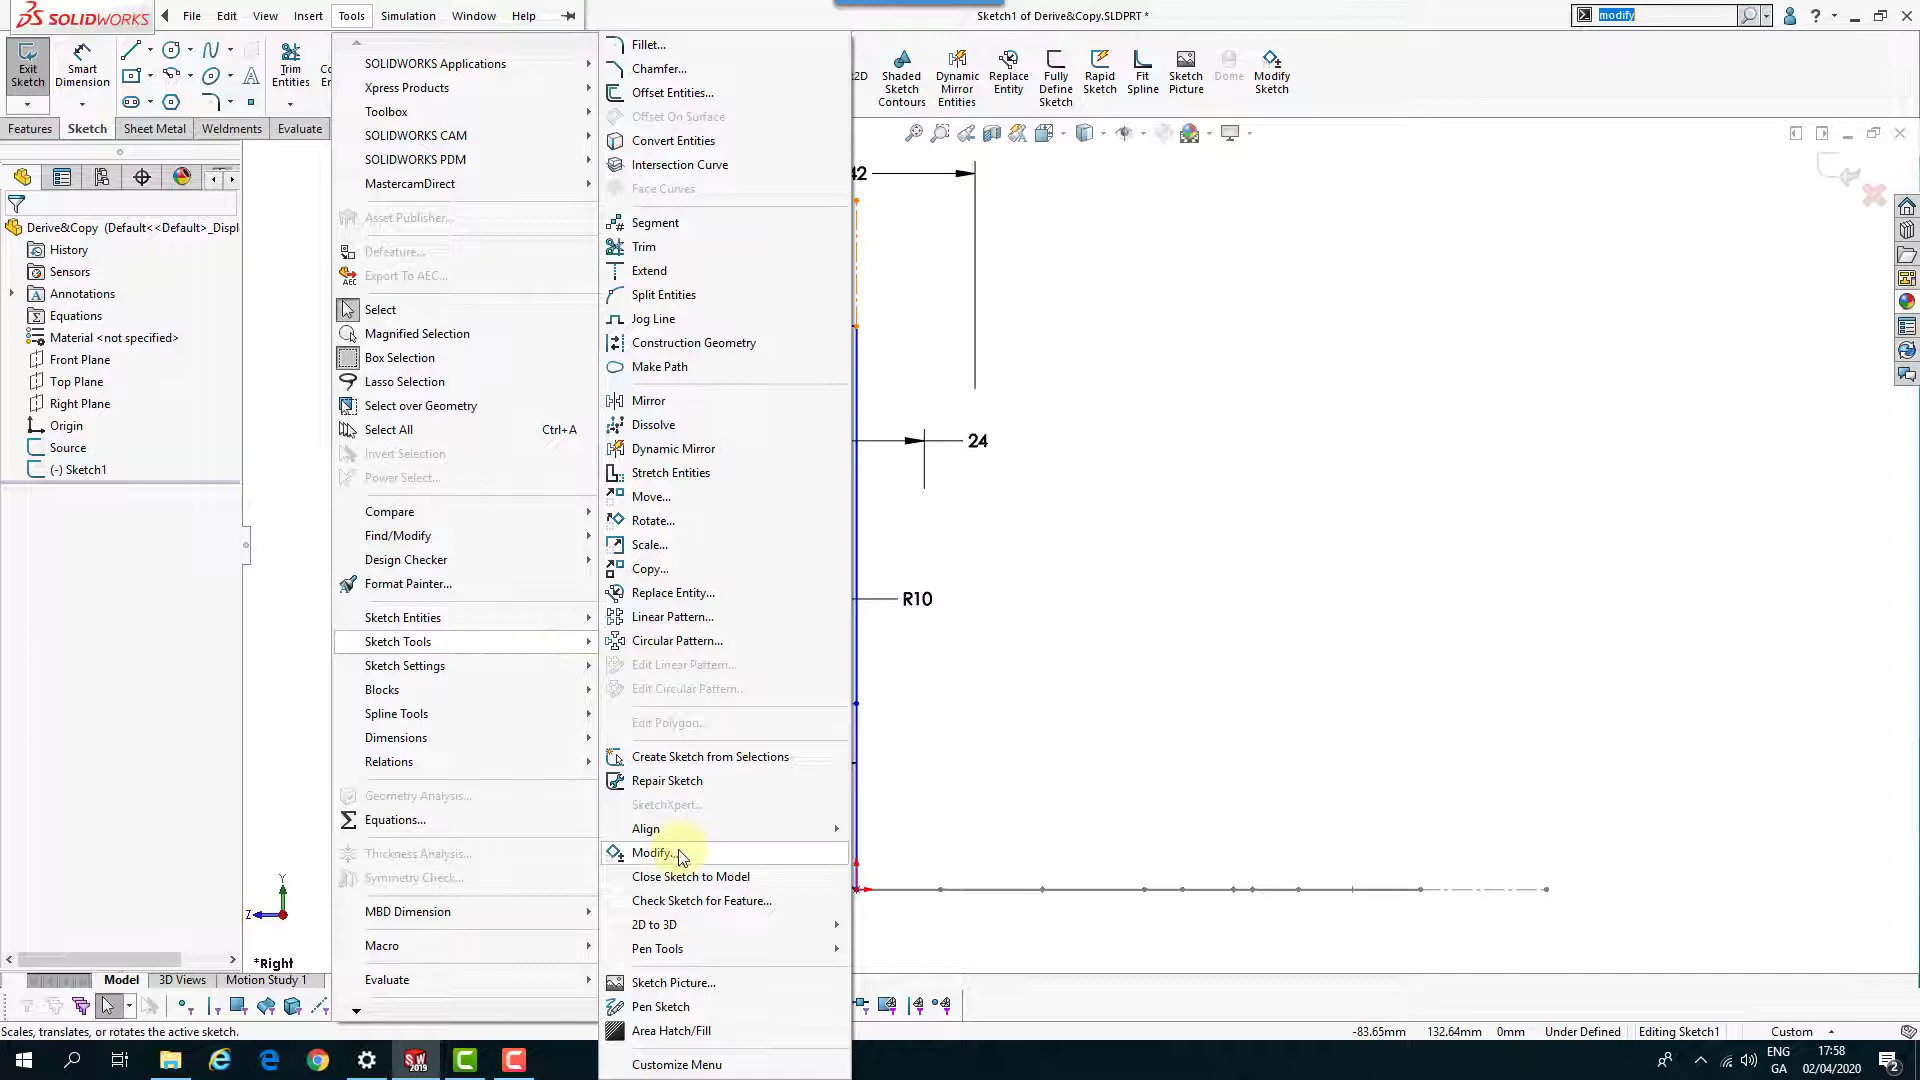 SOLIDWORKS
File
Edit
View
Insert
Tools
Simulation
Window
Help
Sketch1 of Derive&Copy.SLDPRT *
modify
Exit
Sketch
Smart
Dimension
Trim
Entities
Shaded
Sketch
Contours
Dynamic
Mirror
Entities
Replace
Entity
Fully
Define
Sketch
Rapid
Sketch
Fit
Spline
Sketch
Picture
Dome
Modify
Sketch
Features
Sketch
Sheet Metal
Weldments
Evaluate
Derive&Copy (Default<<Default>_Displ
History
Sensors
Annotations
Equations
Material <not specified>
Front Plane
Top Plane
Right Plane
Origin
Source
(-) Sketch1
SOLIDWORKS Applications
Xpress Products
Toolbox
SOLIDWORKS CAM
SOLIDWORKS PDM
MastercamDirect
Asset Publisher...
Defeature...
Export To AEC...
Select
Magnified Selection
Box Selection
Lasso Selection
Select over Geometry
Select All Ctrl+A
Invert Selection
Power Select...
Compare
Find/Modify
Design Checker
Format Painter...
Sketch Entities
Sketch Tools
Sketch Settings
Blocks
Spline Tools
Dimensions
Relations
Geometry Analysis...
Equations...
Thickness Analysis...
Symmetry Check...
MBD Dimension
Macro
Evaluate
Fillet...
Chamfer...
Offset Entities...
Offset On Surface
Convert Entities
Intersection Curve
Face Curves
Segment
Trim
Extend
Split Entities
Jog Line
Construction Geometry
Make Path
Mirror
Dissolve
Dynamic Mirror
Stretch Entities
Move...
Rotate...
Scale...
Copy...
Replace Entity...
Linear Pattern...
Circular Pattern...
Edit Linear Pattern...
Edit Circular Pattern...
Edit Polygon...
Create Sketch from Selections
Repair Sketch
SketchXpert...
Align
Modify...
Close Sketch to Model
Check Sketch for Feature...
2D to 3D
Pen Tools
Sketch Picture...
Pen Sketch
Area Hatch/Fill
Customize Menu
42
24
R10
Y
Z
*Right
Model
3D Views
Motion Study 1
Scales, translates, or rotates the active sketch.
-83.65mm
132.64mm
0mm
Under Defined
Editing Sketch1
Custom
ENG
GA
17:58
02/04/2020
2